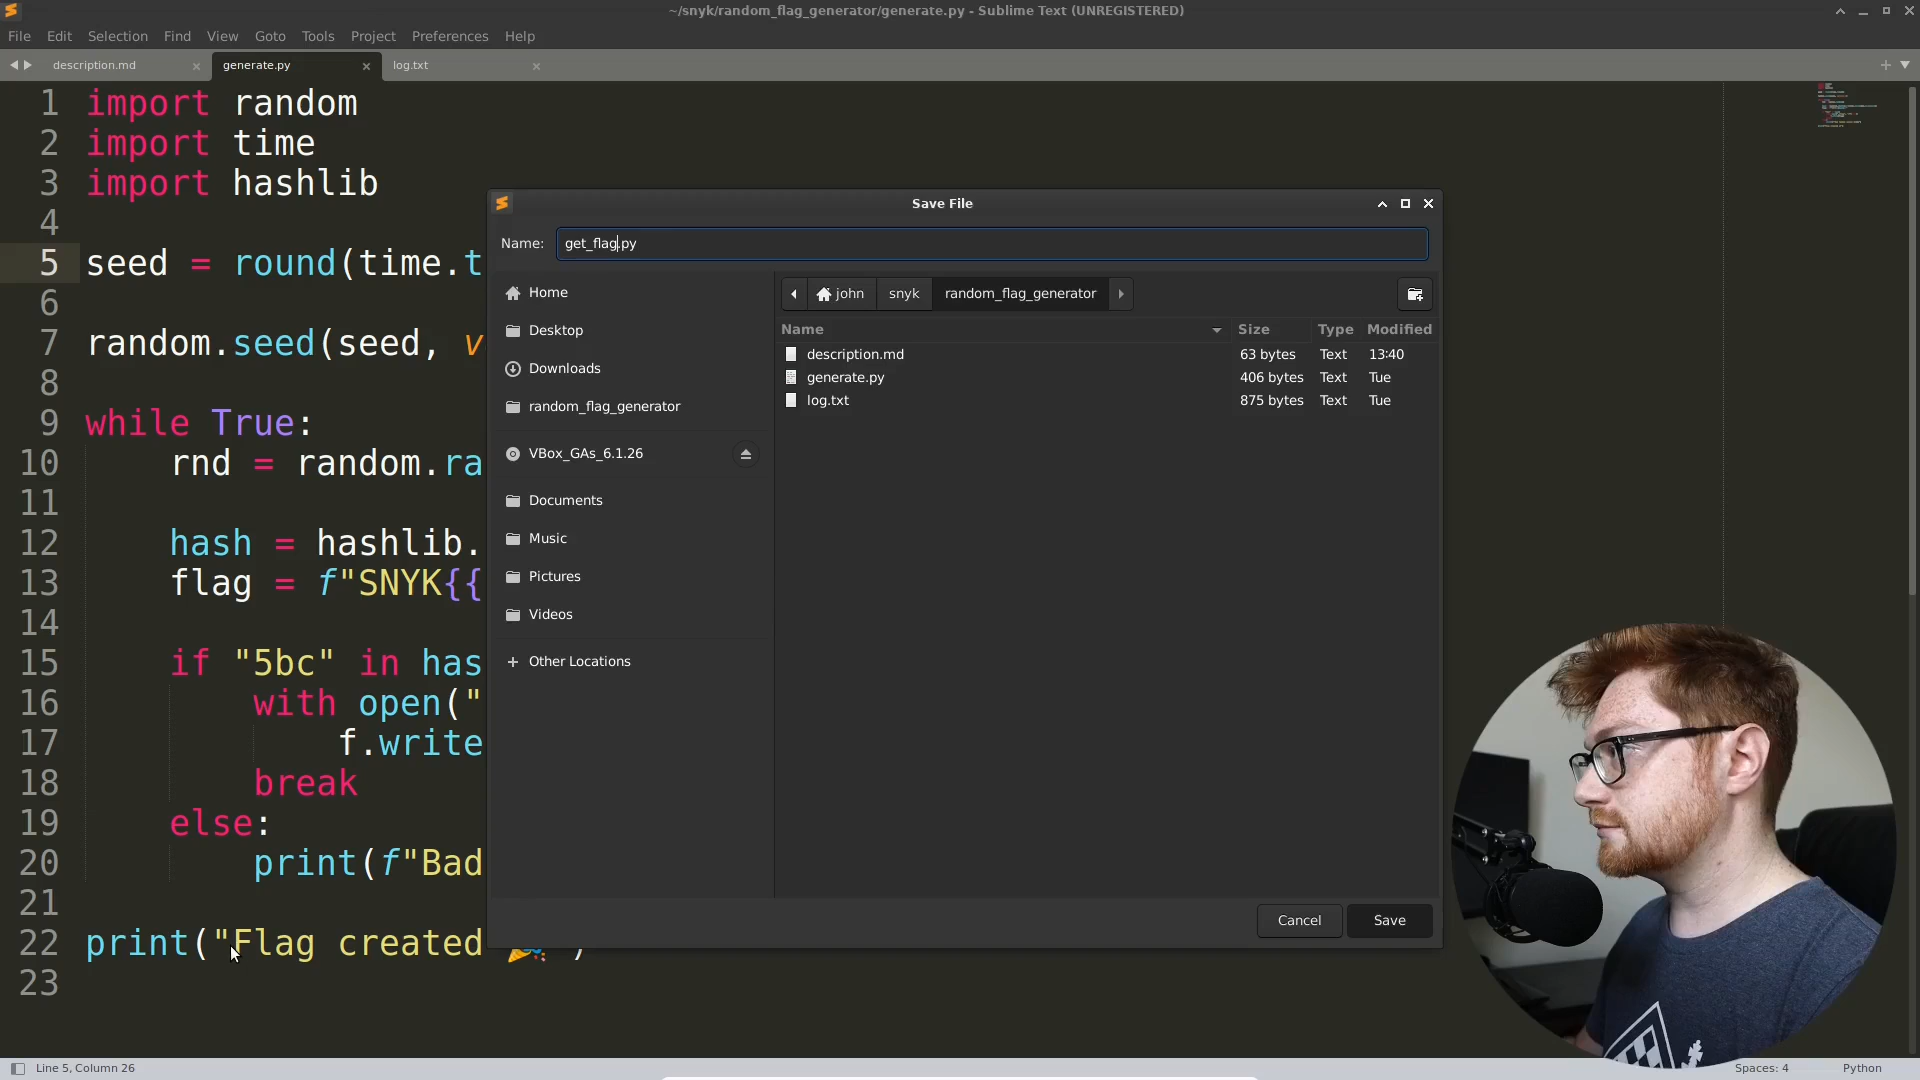 ~/snyk/random_flag_generator/generate.py - Sublime Text (UNREGISTERED)
File Edit Selection Find View Goto Tools Project Preferences Help
description.md generate.py log.txt
1 import random
2 import time
3 import hashlib
4
5 seed = round(time.t
6
7 random.seed(seed, v
8
9 while True:
10 rnd = random.ra
11
12 hash = hashlib.
13 flag = f"SNYK{{
14
15 if "5bc" in has
16 with open("
17 f.write
18 break
19 else:
20 print(f"Bad
21
22 print("Flag created 🎉")
23
Save File
Name: get_flag.py
Home
Desktop
Downloads
random_flag_generator
VBox_GAs_6.1.26
Documents
Music
Pictures
Videos
Other Locations
john snyk random_flag_generator
Name Size Type Modified
description.md 63 bytes Text 13:40
generate.py 406 bytes Text Tue
log.txt 875 bytes Text Tue
Cancel Save
Line 5, Column 26 Spaces: 4 Python